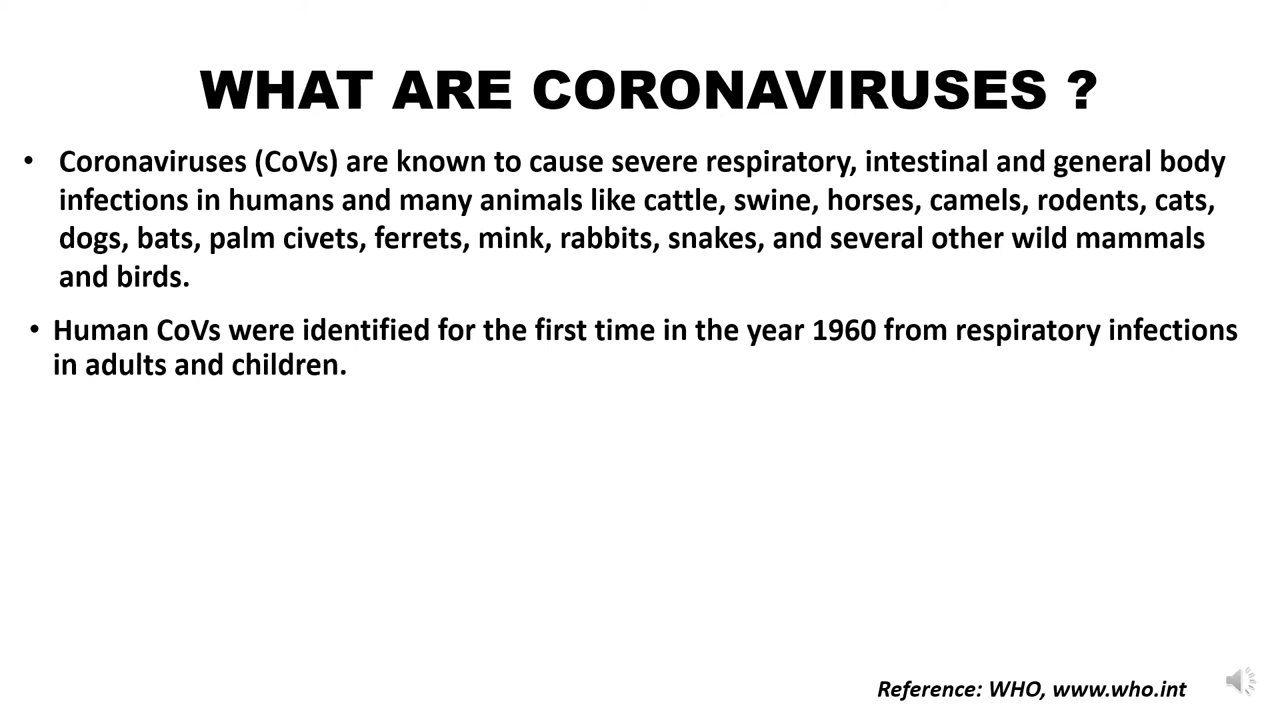 WHAT ARE CORONAVIRUSES ?
• Coronaviruses (CoVs) are known to cause severe respiratory, intestinal and general body
infections in humans and many animals like cattle, swine, horses, camels, rodents, cats,
dogs, bats, palm civets, ferrets, mink, rabbits, snakes, and several other wild mammals
and birds.
• Human CoVs were identified for the first time in the year 1960 from respiratory infections
in adults and children.
Reference: WHO, www.who.int